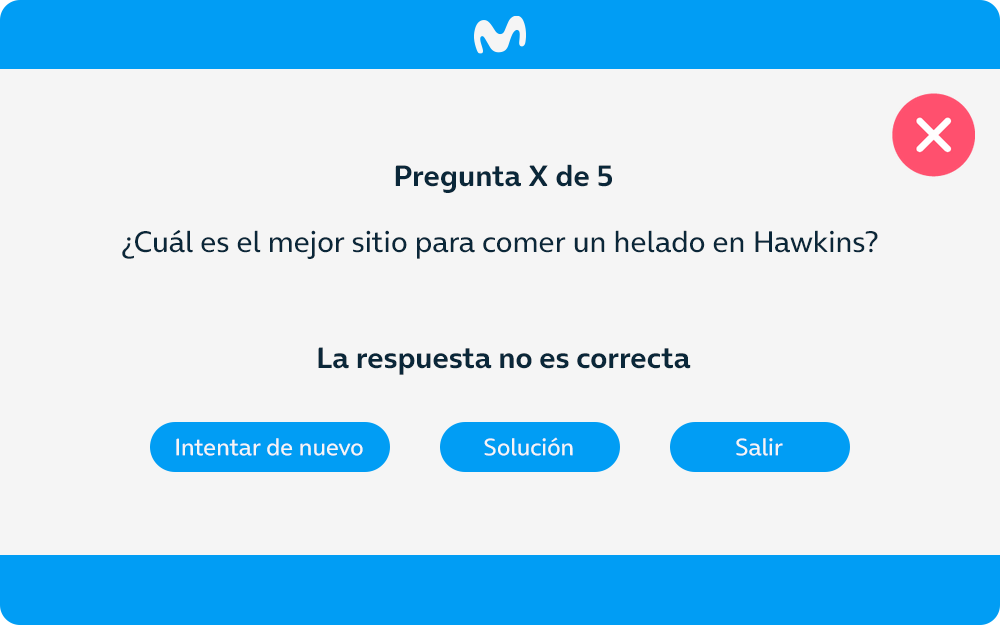 Pregunta X de 5
¿Cuál es el mejor sitio para comer un helado en Hawkins?
La respuesta no es correcta
Intentar de nuevo
Solución
Salir